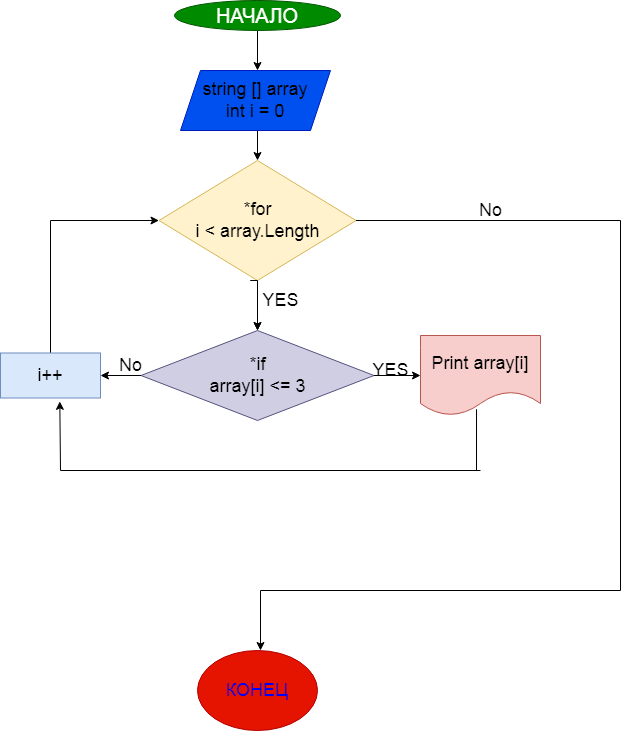 НАЧАЛО
string [] array
int i = 0
*for
i < array.Length
No
YES
*if
array[i] <= 3
No
YES
i++
Print array[i]
КОНЕЦ